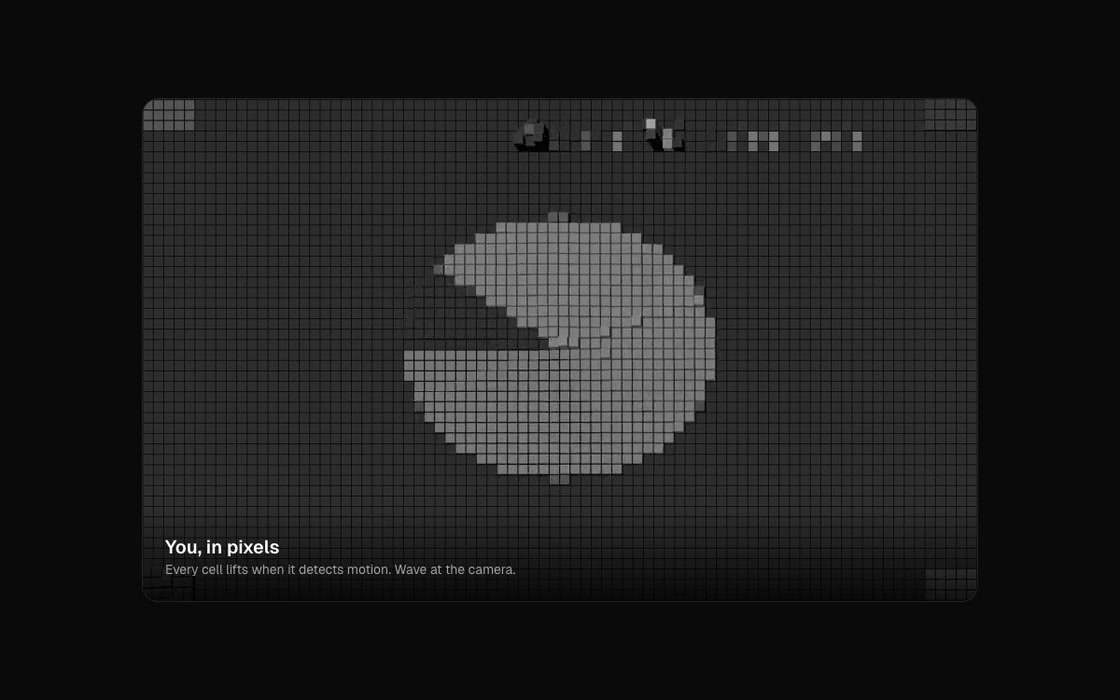 You, in pixels
Every cell lifts when it detects motion. Wave at the camera.